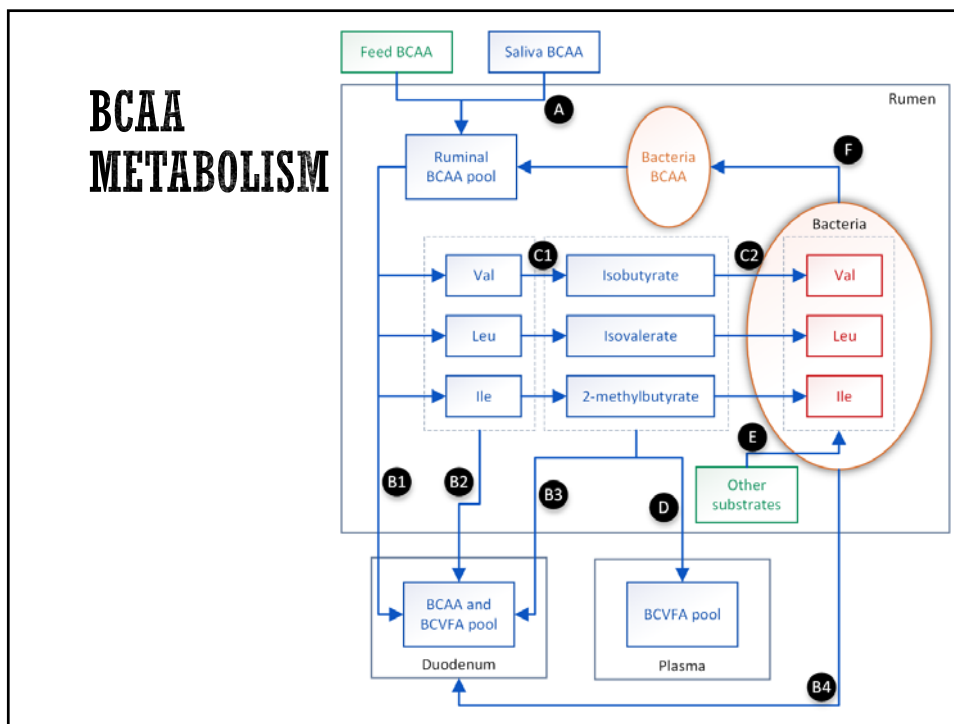 BCAA
METABOLISM
Feed BCAA
Saliva BCAA
Rumen
A
Ruminal
BCAA pool
Bacteria
BCAA
F
Bacteria
Val
C1
Isobutyrate
C2
Val
Leu
Isovalerate
Leu
Ile
2-methylbutyrate
Ile
E
B1
B2
B3
D
Other
substrates
BCAA and
BCVFA pool
Duodenum
BCVFA pool
Plasma
B4